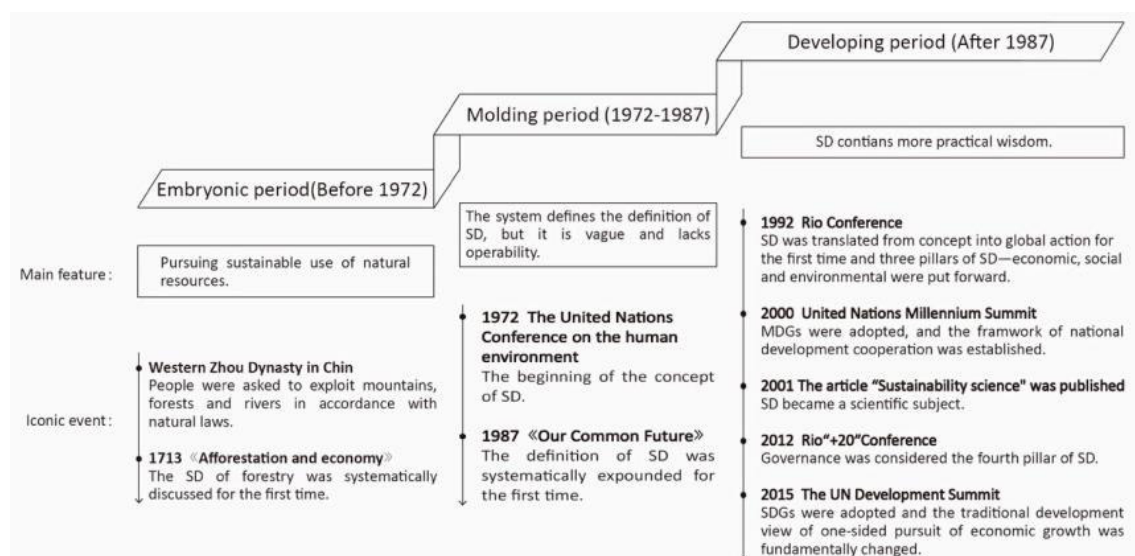 Developing period (After 1987)
Molding period (1972-1987)
SD contians more practical wisdom.
Embryonic period(Before 1972)
The system defines the definition of
SD, but it is vague and lacks
operability.
Main feature:
Pursuing sustainable use of natural
resources.
Iconic event:
Western Zhou Dynasty in Chin
People were asked to exploit mountains,
forests and rivers in accordance with
natural laws.
1713 《Afforestation and economy》
The SD of forestry was systematically
discussed for the first time.
1972 The United Nations
Conference on the human
environment
The beginning of the concept
of SD.
1987 《Our Common Future》
The definition of SD was
systematically expounded for
the first time.
1992 Rio Conference
SD was translated from concept into global action for
the first time and three pillars of SD—economic, social
and environmental were put forward.
2000 United Nations Millennium Summit
MDGs were adopted, and the framwork of national
development cooperation was established.
2001 The article “Sustainability science" was published
SD became a scientific subject.
2012 Rio“+20”Conference
Governance was considered the fourth pillar of SD.
2015 The UN Development Summit
SDGs were adopted and the traditional development
view of one-sided pursuit of economic growth was
fundamentally changed.